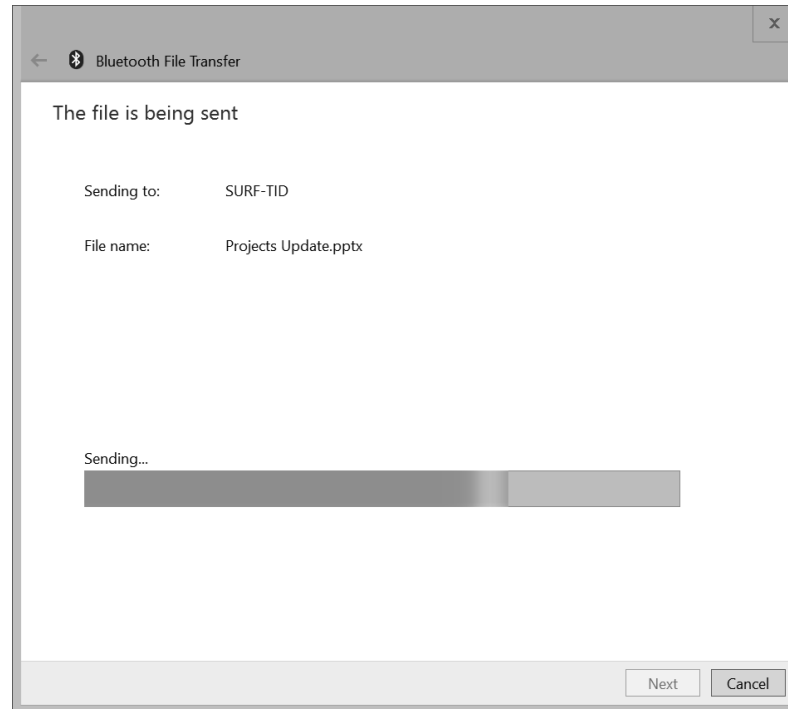 x
Bluetooth File Transfer
The file is being sent
Sending to: SURF-TID
File name: Projects Update.pptx
Sending...
Next Cancel